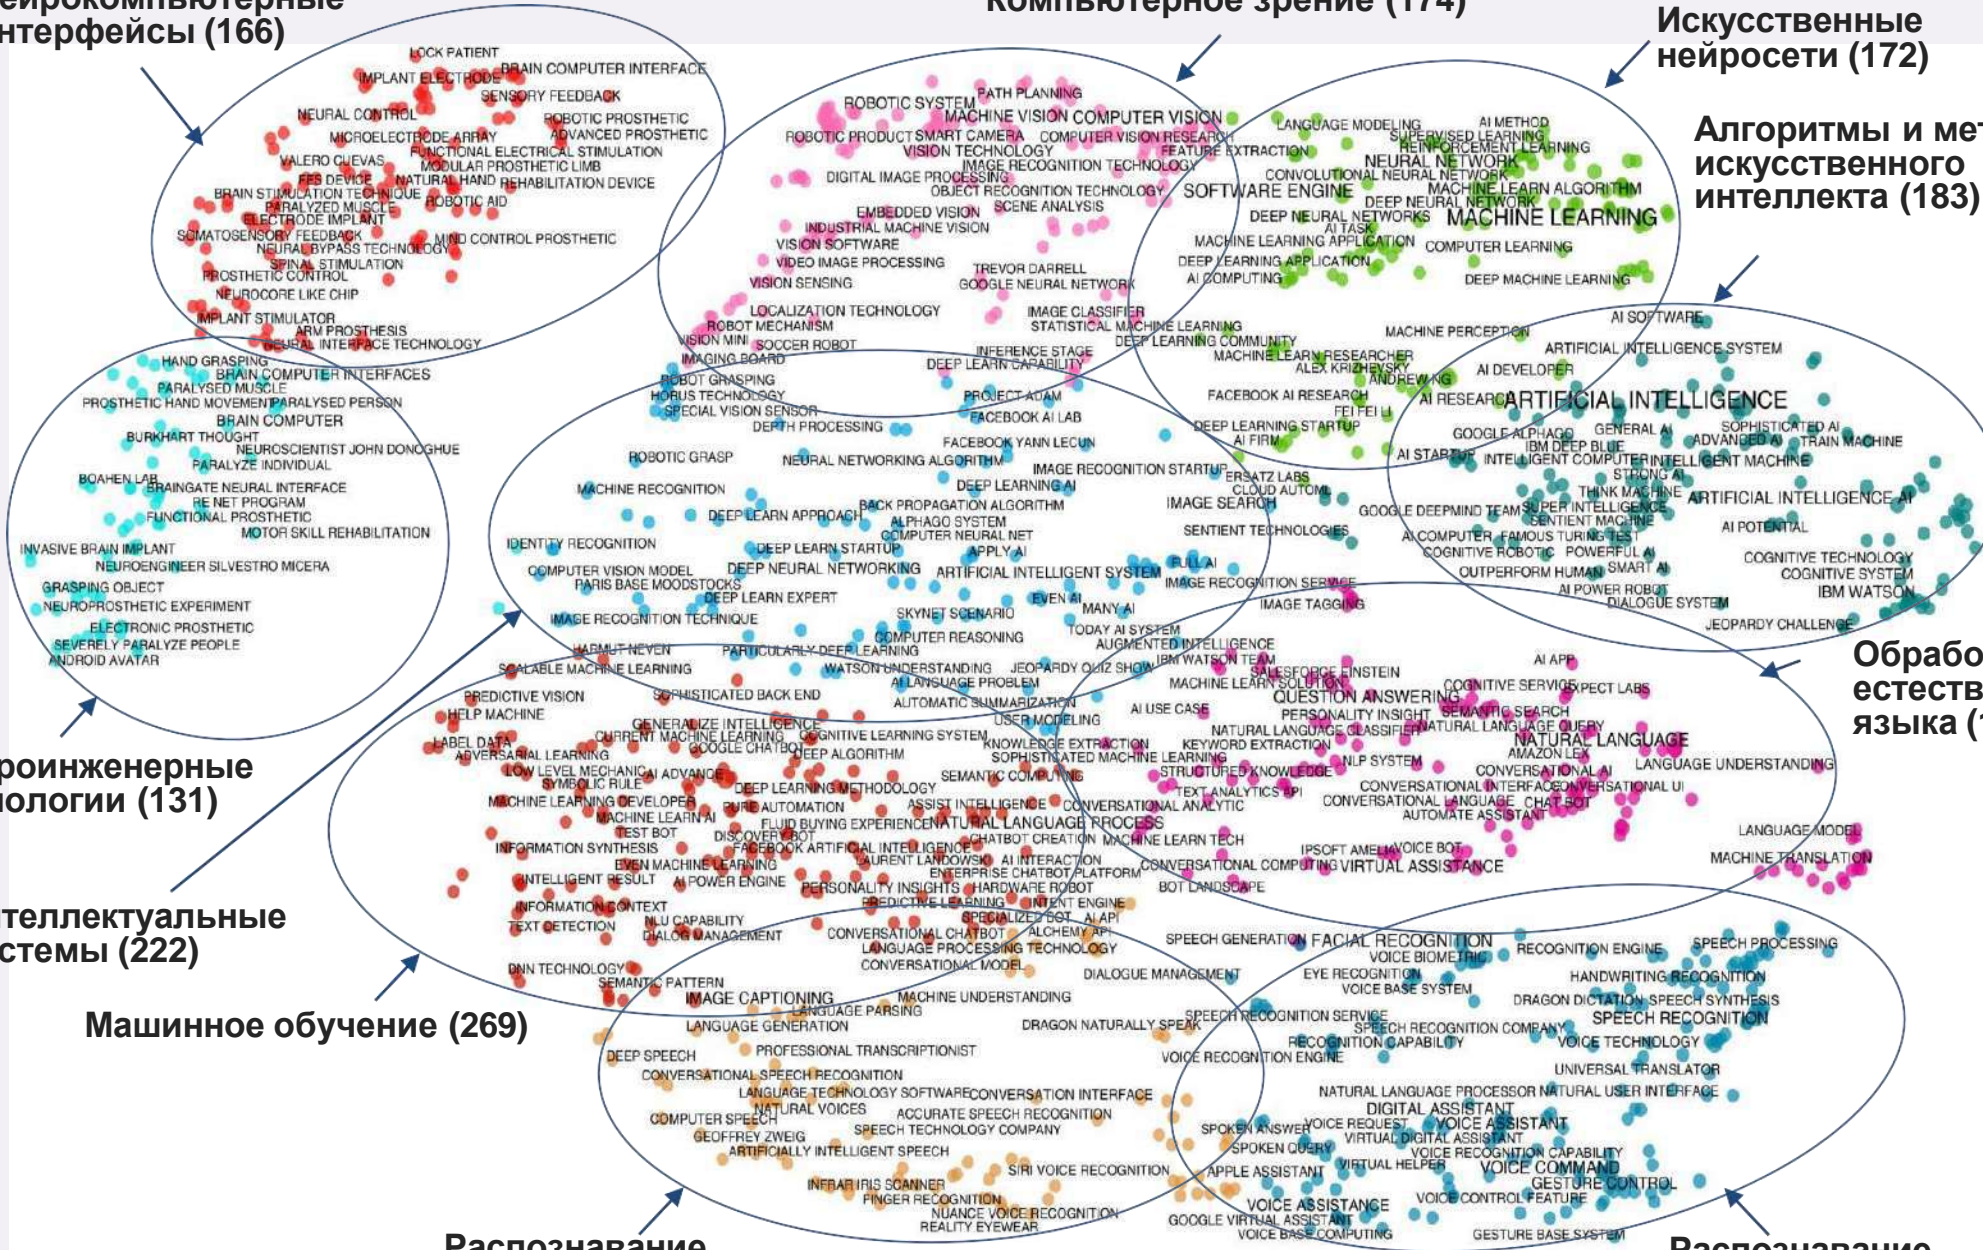 нейрокомпьютерные
интерфейсы (166)
Компьютерное зрение (174)
Искусственные
нейросети (172)
Алгоритмы и мет
искусственного
интеллекта (183)
LOCK PATIENT
BRAIN COMPUTER INTERFACE
IMPLANT ELECTRODE
SENSORY FEEDBACK
NEURAL CONTROL
ROBOTIC PROSTHETIC
MICROELECTRODE ARRAY
ADVANCED PROSTHETIC
FUNCTIONAL ELECTRICAL STIMULATION
VALERO CUEVAS
MODULAR PROSTHETIC LIMB
FES DEVICE
NATURAL HAND
REHABILITATION DEVICE
BRAIN STIMULATION TECHNIQUE
ROBOTIC AID
PARALYZED MUSCLE
ELECTRODE IMPLANT
SOMATOSENSORY FEEDBACK
MIND CONTROL PROSTHETIC
NEURAL BYPASS TECHNOLOGY
SPINAL STIMULATION
PROSTHETIC CONTROL
NEUROCORE LIKE CHIP
IMPLANT STIMULATOR
ARM PROSTHESIS
NEURAL INTERFACE TECHNOLOGY
PATH PLANNING
ROBOTIC SYSTEM
MACHINE VISION
COMPUTER VISION
ROBOTIC PRODUCT
SMART CAMERA
COMPUTER VISION RESEARCH
VISION TECHNOLOGY
FEATURE EXTRACTION
IMAGE RECOGNITION TECHNOLOGY
DIGITAL IMAGE PROCESSING
OBJECT RECOGNITION TECHNOLOGY
EMBEDDED VISION
SCENE ANALYSIS
INDUSTRIAL MACHINE VISION
VISION SOFTWARE
VIDEO IMAGE PROCESSING
TREVOR DARRELL
VISION SENSING
GOOGLE NEURAL NETWORK
LOCALIZATION TECHNOLOGY
IMAGE CLASSIFIER
ROBOT MECHANISM
STATISTICAL MACHINE LEARNING
VISION MINI
SOCCER ROBOT
DEEP LEARNING COMMUNITY
IMAGING BOARD
INFERENCE STAGE
DEEP LEARN CAPABILITY
LANGUAGE MODELING
AI METHOD
SUPERVISED LEARNING
REINFORCEMENT LEARNING
NEURAL NETWORK
CONVOLUTIONAL NEURAL NETWORK
SOFTWARE ENGINE
MACHINE LEARN ALGORITHM
DEEP NEURAL NETWORK
DEEP NEURAL NETWORKS
MACHINE LEARNING
AI TASK
MACHINE LEARNING APPLICATION
COMPUTER LEARNING
DEEP LEARNING APPLICATION
AI COMPUTING
DEEP MACHINE LEARNING
MACHINE PERCEPTION
MACHINE LEARN RESEARCHER
ALEX KRIZHEVSKY
ANDREW NG
FACEBOOK AI RESEARCH
AI RESEARCH
FEI FEI LI
DEEP LEARNING STARTUP
AI FIRM
AI STARTUP
AI SOFTWARE
ARTIFICIAL INTELLIGENCE SYSTEM
AI DEVELOPER
ARTIFICIAL INTELLIGENCE
GOOGLE ALPHAGO
GENERAL AI
SOPHISTICATED AI
IBM DEEP BLUE
ADVANCED AI
TRAIN MACHINE
INTELLIGENT COMPUTER
INTELLIGENT MACHINE
STRONG AI
THINK MACHINE
ARTIFICIAL INTELLIGENCE AI
GOOGLE DEEPMIND TEAM
SUPER INTELLIGENCE
SENTIENT MACHINE
AI POTENTIAL
AI COMPUTER
FAMOUS TURING TEST
COGNITIVE ROBOTIC
POWERFUL AI
COGNITIVE TECHNOLOGY
OUTPERFORM HUMAN
SMART AI
COGNITIVE SYSTEM
AI POWER ROBOT
IBM WATSON
DIALOGUE SYSTEM
JEOPARDY CHALLENGE
HAND GRASPING
BRAIN COMPUTER INTERFACES
PARALYSED MUSCLE
PROSTHETIC HAND MOVEMENT
PARALYSED PERSON
BRAIN COMPUTER
BURKHART THOUGHT
NEUROSCIENTIST JOHN DONOGHUE
PARALYZE INDIVIDUAL
BOAHEN LAB
BRAINGATE NEURAL INTERFACE
RE NET PROGRAM
FUNCTIONAL PROSTHETIC
MOTOR SKILL REHABILITATION
INVASIVE BRAIN IMPLANT
NEUROENGINEER SILVESTRO MICERA
GRASPING OBJECT
NEUROPROSTHETIC EXPERIMENT
ELECTRONIC PROSTHETIC
SEVERELY PARALYZE PEOPLE
ANDROID AVATAR
ROBOT GRASPING
HORUS TECHNOLOGY
PROJECT ADAM
SPECIAL VISION SENSOR
FACEBOOK AI LAB
DEPTH PROCESSING
FACEBOOK YANN LECUN
ROBOTIC GRASP
NEURAL NETWORKING ALGORITHM
IMAGE RECOGNITION STARTUP
MACHINE RECOGNITION
DEEP LEARNING AI
ERSATZ LABS
CLOUD AUTOML
BACK PROPAGATION ALGORITHM
IMAGE SEARCH
DEEP LEARN APPROACH
ALPHAGO SYSTEM
COMPUTER NEURAL NET
SENTIENT TECHNOLOGIES
IDENTITY RECOGNITION
DEEP LEARN STARTUP
APPLY AI
COMPUTER VISION MODEL
DEEP NEURAL NETWORKING
ARTIFICIAL INTELLIGENT SYSTEM
FULL AI
PARIS BASE MOODSTOCKS
IMAGE RECOGNITION SERVICE
DEEP LEARN EXPERT
EVEN AI
MANY AI
IMAGE TAGGING
IMAGE RECOGNITION TECHNIQUE
SKYNET SCENARIO
COMPUTER REASONING
TODAY AI SYSTEM
HARMUT NEVEN
PARTICULARLY DEEP LEARNING
AUGMENTED INTELLIGENCE
SCALABLE MACHINE LEARNING
WATSON UNDERSTANDING
JEOPARDY QUIZ SHOW
IBM WATSON TEAM
AI LANGUAGE PROBLEM
AUTOMATIC SUMMARIZATION
USER MODELING
Обрабо
естеств
языка (1
SALESFORCE EINSTEIN
AI APP
MACHINE LEARN SOLUTION
COGNITIVE SERVICE
EXPECT LABS
QUESTION ANSWERING
AI USE CASE
PERSONALITY INSIGHT
SEMANTIC SEARCH
NATURAL LANGUAGE CLASSIFIER
NATURAL LANGUAGE QUERY
KEYWORD EXTRACTION
NATURAL LANGUAGE
AMAZON LEX
NLP SYSTEM
LANGUAGE UNDERSTANDING
STRUCTURED KNOWLEDGE
CONVERSATIONAL AI
TEXT ANALYTICS API
CONVERSATIONAL INTERFACE
CONVERSATIONAL UI
CONVERSATIONAL LANGUAGE
CHAT BOT
AUTOMATE ASSISTANT
LANGUAGE MODEL
MACHINE LEARN TECH
IPSOFT AMELIA
VOICE BOT
MACHINE TRANSLATION
CONVERSATIONAL COMPUTING
VIRTUAL ASSISTANCE
BOT LANDSCAPE
PREDICTIVE VISION
SOPHISTICATED BACK END
HELP MACHINE
GENERALIZE INTELLIGENCE
CURRENT MACHINE LEARNING
COGNITIVE LEARNING SYSTEM
LABEL DATA
GOOGLE CHATBOT
KNOWLEDGE EXTRACTION
ADVERSARIAL LEARNING
DEEP ALGORITHM
SOPHISTICATED MACHINE LEARNING
LOW LEVEL MECHANIC
AI ADVANCE
SEMANTIC COMPUTING
SYMBOLIC RULE
DEEP LEARNING METHODOLOGY
MACHINE LEARNING DEVELOPER
PURE AUTOMATION
ASSIST INTELLIGENCE
CONVERSATIONAL ANALYTIC
MACHINE LEARN AI
FLUID BUYING EXPERIENCE
NATURAL LANGUAGE PROCESS
TEST BOT
DISCOVERY BOT
CHATBOT CREATION
INFORMATION SYNTHESIS
FACEBOOK ARTIFICIAL INTELLIGENCE
EVEN MACHINE LEARNING
LAURENT LANDOWSKI
AI INTERACTION
ENTERPRISE CHATBOT PLATFORM
INTELLIGENT RESULT
AI POWER ENGINE
PERSONALITY INSIGHTS
HARDWARE ROBOT
PREDICTIVE LEARNING
INTENT ENGINE
INFORMATION CONTEXT
SPECIALIZED BOT
AI API
TEXT DETECTION
NLU CAPABILITY
DIALOG MANAGEMENT
CONVERSATIONAL CHATBOT
ALCHEMY API
LANGUAGE PROCESSING TECHNOLOGY
DNN TECHNOLOGY
CONVERSATIONAL MODEL
SEMANTIC PATTERN
роинженерные
ологии (131)
теллектуальные
стемы (222)
Машинное обучение (269)
IMAGE CAPTIONING
MACHINE UNDERSTANDING
DIALOGUE MANAGEMENT
LANGUAGE PARSING
LANGUAGE GENERATION
DRAGON NATURALLY SPEAK
DEEP SPEECH
PROFESSIONAL TRANSCRIPTIONIST
CONVERSATIONAL SPEECH RECOGNITION
LANGUAGE TECHNOLOGY SOFTWARE
CONVERSATION INTERFACE
NATURAL VOICES
COMPUTER SPEECH
ACCURATE SPEECH RECOGNITION
GEOFFREY ZWEIG
SPEECH TECHNOLOGY COMPANY
ARTIFICIALLY INTELLIGENT SPEECH
SIRI VOICE RECOGNITION
INFRAR IRIS SCANNER
FINGER RECOGNITION
NUANCE VOICE RECOGNITION
REALITY EYEWEAR
SPEECH GENERATION
FACIAL RECOGNITION
VOICE BIOMETRIC
RECOGNITION ENGINE
SPEECH PROCESSING
EYE RECOGNITION
HANDWRITING RECOGNITION
VOICE BASE SYSTEM
DRAGON DICTATION
SPEECH SYNTHESIS
SPEECH RECOGNITION SERVICE
SPEECH RECOGNITION
SPEECH RECOGNITION COMPANY
RECOGNITION CAPABILITY
VOICE TECHNOLOGY
VOICE RECOGNITION ENGINE
UNIVERSAL TRANSLATOR
NATURAL LANGUAGE PROCESSOR
NATURAL USER INTERFACE
DIGITAL ASSISTANT
SPOKEN ANSWER
VOICE REQUEST
VOICE ASSISTANT
VIRTUAL DIGITAL ASSISTANT
SPOKEN QUERY
VOICE RECOGNITION CAPABILITY
APPLE ASSISTANT
VIRTUAL HELPER
VOICE COMMAND
GESTURE CONTROL
VOICE ASSISTANCE
VOICE CONTROL FEATURE
GOOGLE VIRTUAL ASSISTANT
VOICE BASE COMPUTING
GESTURE BASE SYSTEM
Распознавание
Распознавание